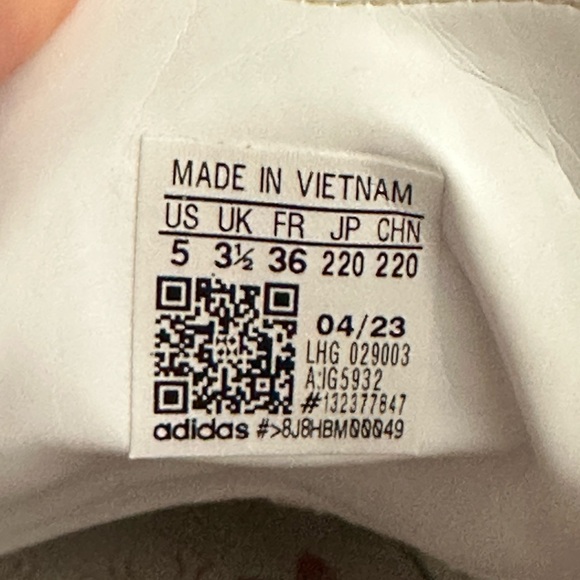 MADE IN VIETNAM
US UK FR JP CHN
5 3½ 36 220 220
04/23
LHG 029003
A:IG5932
#132377847
adidas #>8J8HBM00049